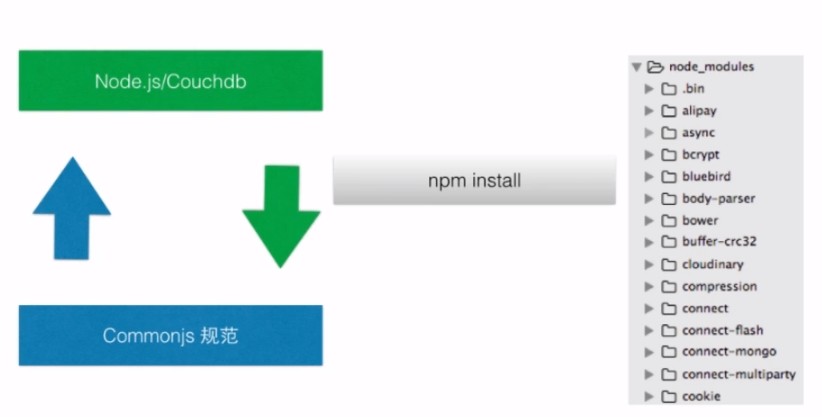 Node.js/Couchdb
Commonjs 规范
npm install
node_modules
.bin
alipay
async
bcrypt
bluebird
body-parser
bower
buffer-crc32
cloudinary
compression
connect
connect-flash
connect-mongo
connect-multiparty
cookie